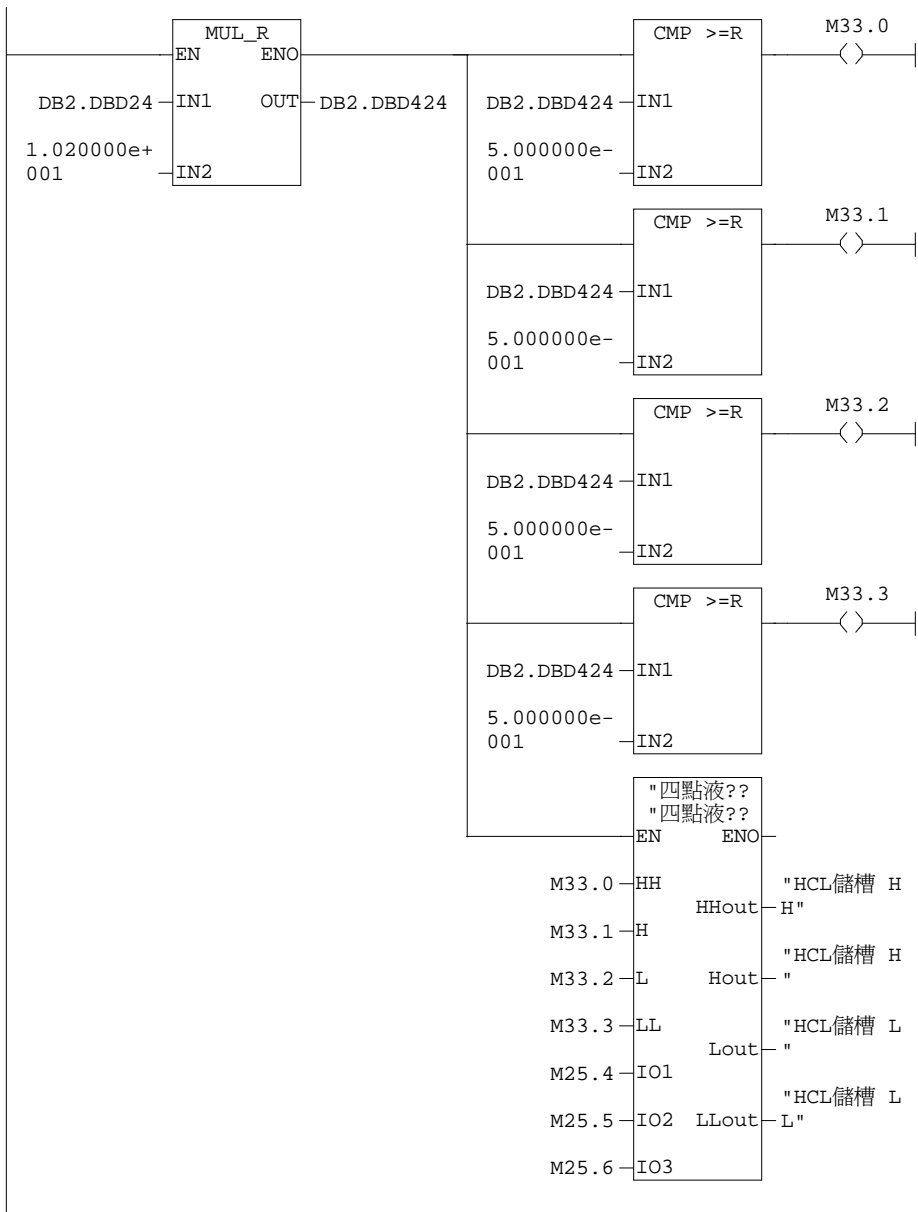 MUL_R
EN ENO
DB2.DBD24 IN1 OUT DB2.DBD424
1.020000e+
001 IN2
CMP >=R
M33.0
DB2.DBD424 IN1
5.000000e-
001 IN2
CMP >=R
M33.1
DB2.DBD424 IN1
5.000000e-
001 IN2
CMP >=R
M33.2
DB2.DBD424 IN1
5.000000e-
001 IN2
CMP >=R
M33.3
DB2.DBD424 IN1
5.000000e-
001 IN2
"四點液??
"四點液??
EN ENO
M33.0 HH
"HCL儲槽 H
HHout H"
M33.1 H
"HCL儲槽 H
M33.2 L Hout "
M33.3 LL
"HCL儲槽 L
Lout "
M25.4 IO1
"HCL儲槽 L
M25.5 IO2 LLout L"
M25.6 IO3